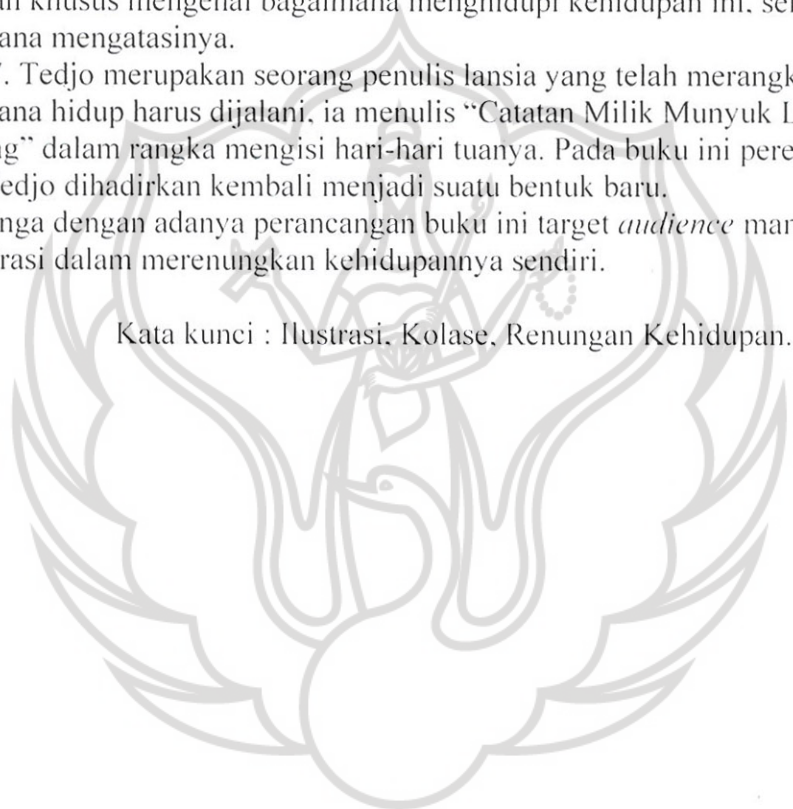 khusus mengenai bagaimana menghidupi kehidupan ini, se
ana mengatasinya.
. Tedjo merupakan seorang penulis lansia yang telah merangk
ana hidup harus dijalani, ia menulis “Catatan Milik Munyuk L
g” dalam rangka mengisi hari-hari tuanya. Pada buku ini pere
edjo dihadirkan kembali menjadi suatu bentuk baru.
nga dengan adanya perancangan buku ini target audience mam
rasi dalam merenungkan kehidupannya sendiri.
Kata kunci : Ilustrasi, Kolase, Renungan Kehidupan.